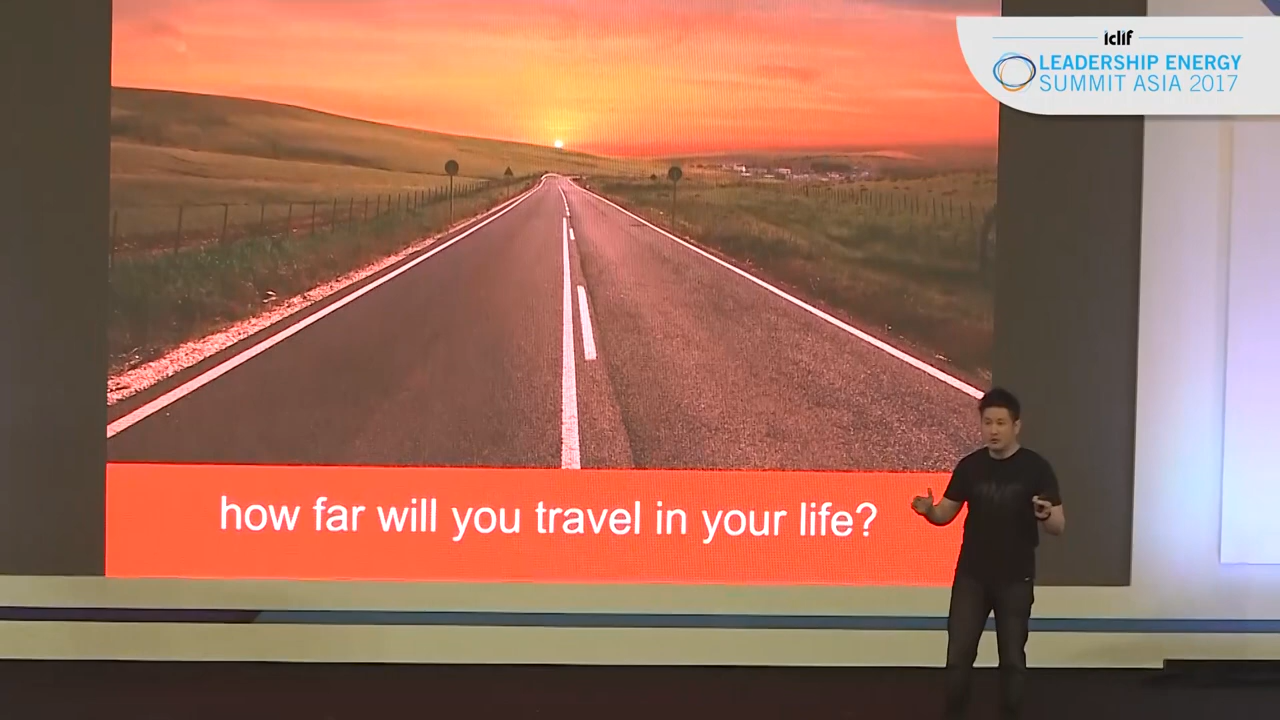 iclif
LEADERSHIP ENERGY
SUMMIT ASIA 2017
how far will you travel in your life?